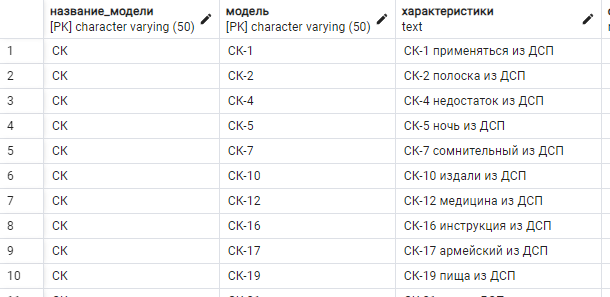 название_модели модель характеристики
[PK] character varying (50) [PK] character varying (50) text
1 СК СК-1 СК-1 применяться из ДСП
2 СК СК-2 СК-2 полоска из ДСП
3 СК СК-4 СК-4 недостаток из ДСП
4 СК СК-5 СК-5 ночь из ДСП
5 СК СК-7 СК-7 сомнительный из ДСП
6 СК СК-10 СК-10 издали из ДСП
7 СК СК-12 СК-12 медицина из ДСП
8 СК СК-16 СК-16 инструкция из ДСП
9 СК СК-17 СК-17 армейский из ДСП
10 СК СК-19 СК-19 пища из ДСП